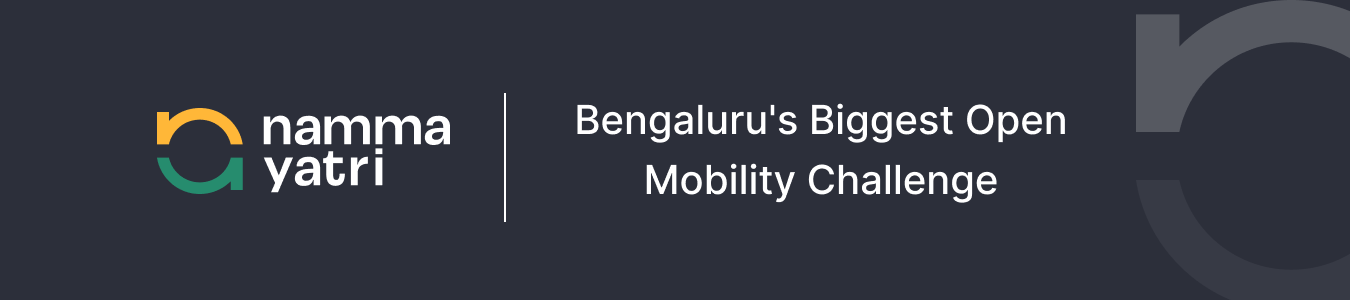 namma
yatri
Bengaluru's Biggest Open
Mobility Challenge